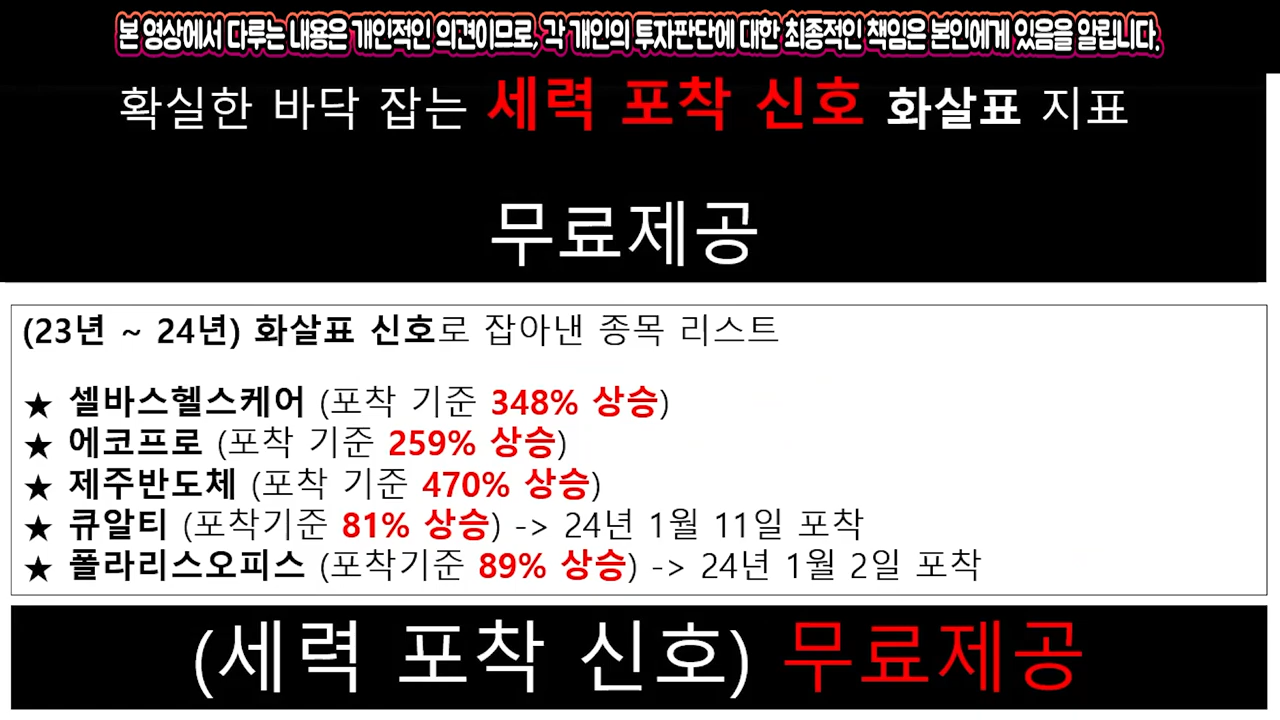 본 영상에서 다루는 내용은 개인적인 의견이므로, 각 개인의 투자판단에 대한 최종적인 책임은 본인에게 있음을 알립니다.
확실한 바닥 잡는 세력 포착 신호 화살표 지표
무료제공
(23년 ~ 24년) 화살표 신호로 잡아낸 종목 리스트
★ 셀바스헬스케어 (포착 기준 348% 상승)
★ 에코프로 (포착 기준 259% 상승)
★ 제주반도체 (포착 기준 470% 상승)
★ 큐알티 (포착기준 81% 상승) -> 24년 1월 11일 포착
★ 폴라리스오피스 (포착기준 89% 상승) -> 24년 1월 2일 포착
(세력 포착 신호) 무료제공